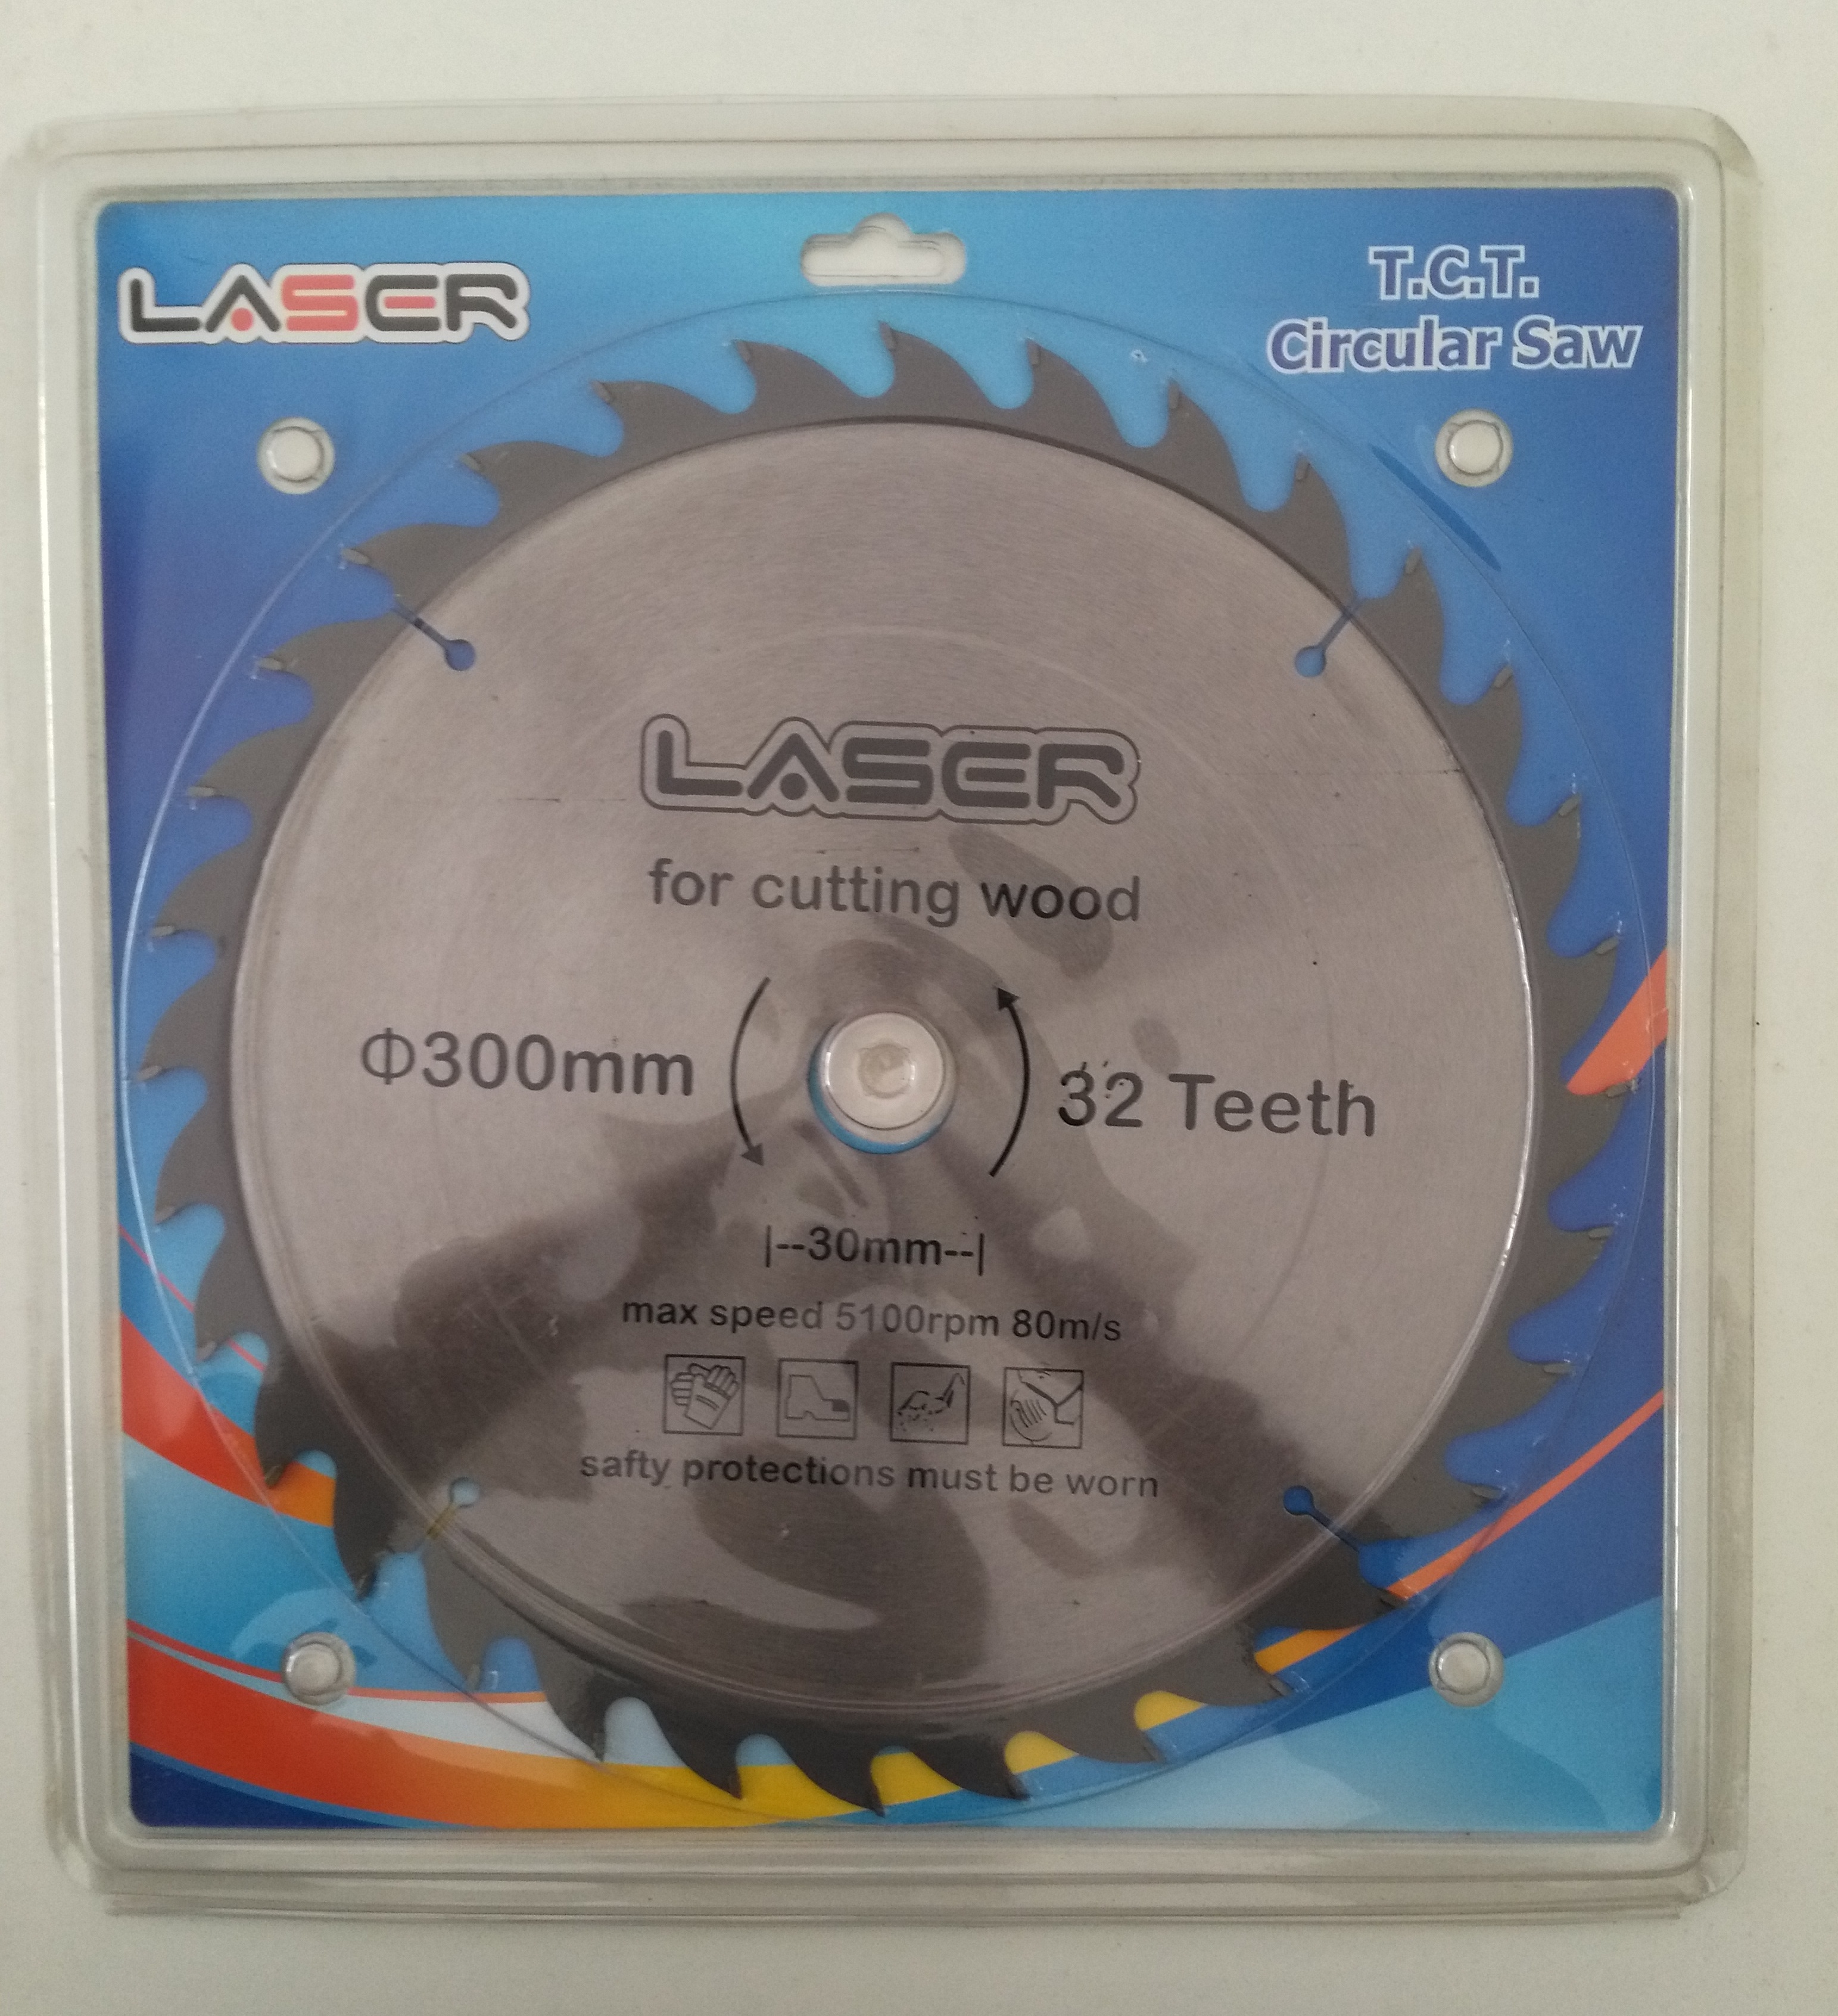 LASER
T.C.T.
Circular Saw
LASER
for cutting wood
Φ300mm
32 Teeth
|--30mm--|
max speed 5100rpm 80m/s
safty protections must be worn